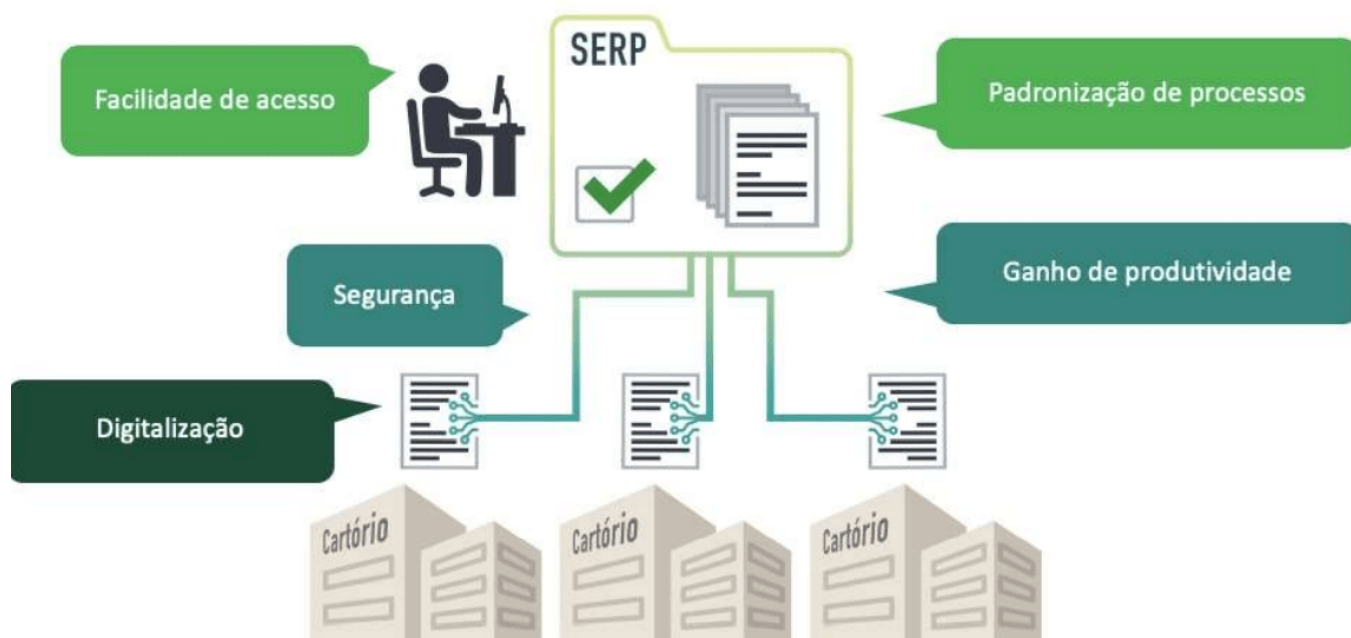 SERP
Facilidade de acesso
Padronização de processos
Segurança
Ganho de produtividade
Digitalização
Cartório
Cartório
Cartório